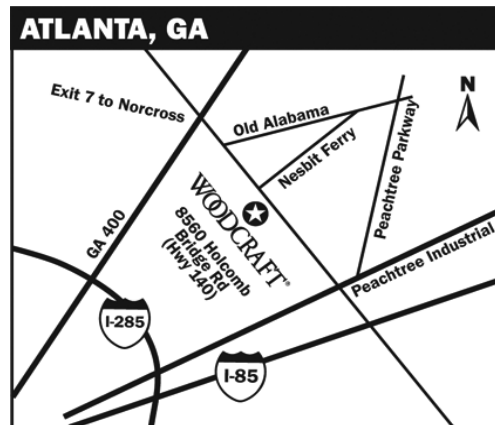 ATLANTA, GA
Exit 7 to Norcross
Old Alabama
Nesbit Ferry
Peachtree Parkway
N
GA 400
WOODCRAFT®
8560 Holcomb
Bridge Rd
(Hwy 140)
Peachtree Industrial
I-285
I-85